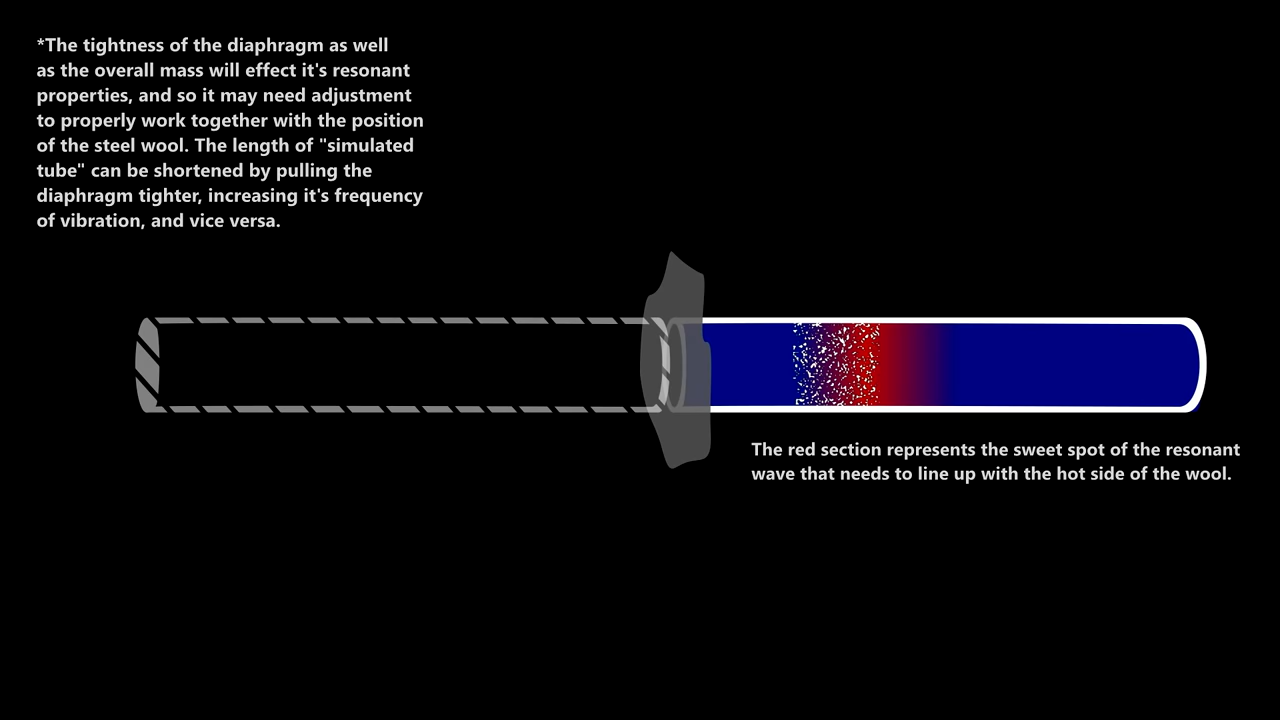 *The tightness of the diaphragm as well
as the overall mass will effect it's resonant
properties, and so it may need adjustment
to properly work together with the position
of the steel wool. The length of "simulated
tube" can be shortened by pulling the
diaphragm tighter, increasing it's frequency
of vibration, and vice versa.
The red section represents the sweet spot of the resonant
wave that needs to line up with the hot side of the wool.